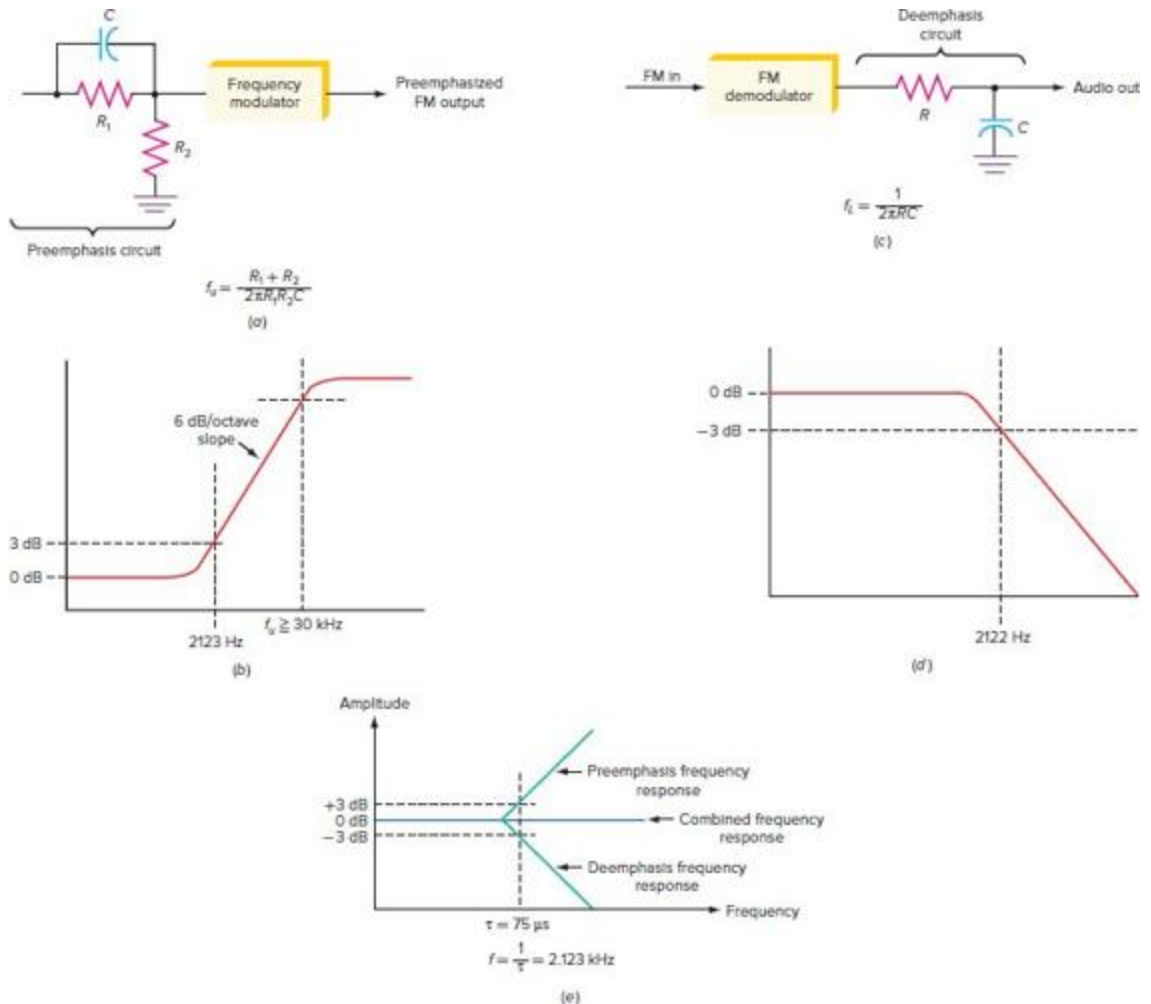 C
R₁
R₂
Frequency
modulator
Preemphasized
FM output
Preemphasis circuit
fᵤ = R₁ + R₂ / 2πR₁R₂C
(a)
Deemphasis
circuit
FM in
FM
demodulator
R
C
Audio out
f_L = 1 / 2πRC
(c)
6 dB/octave
slope
3 dB
0 dB
2123 Hz
fᵤ ≧ 30 kHz
(b)
0 dB
−3 dB
2122 Hz
(d)
Amplitude
+3 dB
0 dB
−3 dB
Preemphasis frequency
response
Combined frequency
response
Deemphasis frequency
response
Frequency
τ = 75 μs
f = 1/τ = 2.123 kHz
(e)